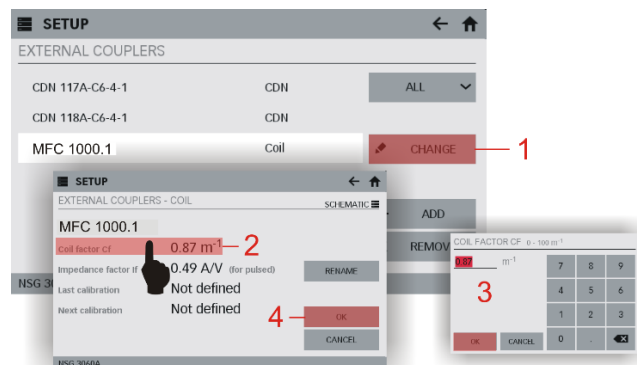 SETUP
EXTERNAL COUPLERS
CDN 117A-C6-4-1 CDN ALL
CDN 118A-C6-4-1 CDN
MFC 1000.1 Coil CHANGE 1
ADD
REMOV
NSG 30
SETUP
EXTERNAL COUPLERS - COIL SCHEMATIC
MFC 1000.1
Coil factor Cf 0.87 m-1 2
Impedance factor If 0.49 A/V (for pulsed) RENAME
Last calibration Not defined
Next calibration Not defined
4 OK
CANCEL
NSG 3060A
COIL FACTOR CF 0 - 100 m-1
0.87 m-1 7 8 9
3
4 5 6
1 2 3
OK CANCEL 0 .